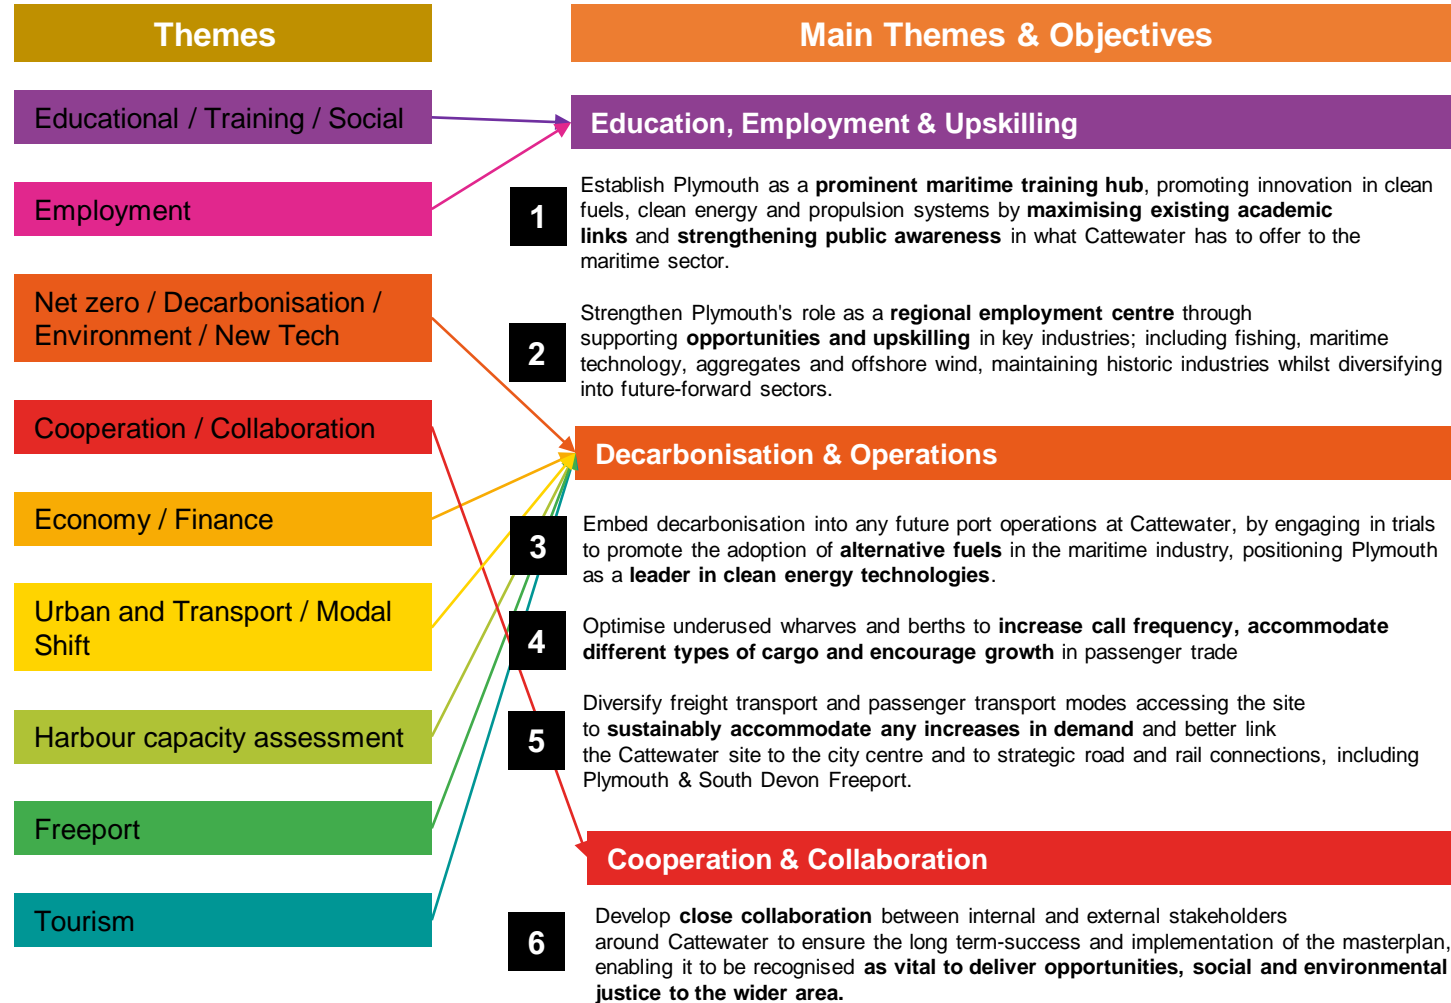 Themes
Educational / Training / Social
Employment
Net zero / Decarbonisation /
Environment / New Tech
Cooperation / Collaboration
Economy / Finance
Urban and Transport / Modal
Shift
Harbour capacity assessment
Freeport
Tourism
Main Themes & Objectives
Education, Employment & Upskilling
1
Establish Plymouth as a prominent maritime training hub, promoting innovation in clean
fuels, clean energy and propulsion systems by maximising existing academic
links and strengthening public awareness in what Cattewater has to offer to the
maritime sector.
2
Strengthen Plymouth's role as a regional employment centre through
supporting opportunities and upskilling in key industries; including fishing, maritime
technology, aggregates and offshore wind, maintaining historic industries whilst diversifying
into future-forward sectors.
Decarbonisation & Operations
3
Embed decarbonisation into any future port operations at Cattewater, by engaging in trials
to promote the adoption of alternative fuels in the maritime industry, positioning Plymouth
as a leader in clean energy technologies.
4
Optimise underused wharves and berths to increase call frequency, accommodate
different types of cargo and encourage growth in passenger trade
5
Diversify freight transport and passenger transport modes accessing the site
to sustainably accommodate any increases in demand and better link
the Cattewater site to the city centre and to strategic road and rail connections, including
Plymouth & South Devon Freeport.
Cooperation & Collaboration
6
Develop close collaboration between internal and external stakeholders
around Cattewater to ensure the long term-success and implementation of the masterplan,
enabling it to be recognised as vital to deliver opportunities, social and environmental
justice to the wider area.